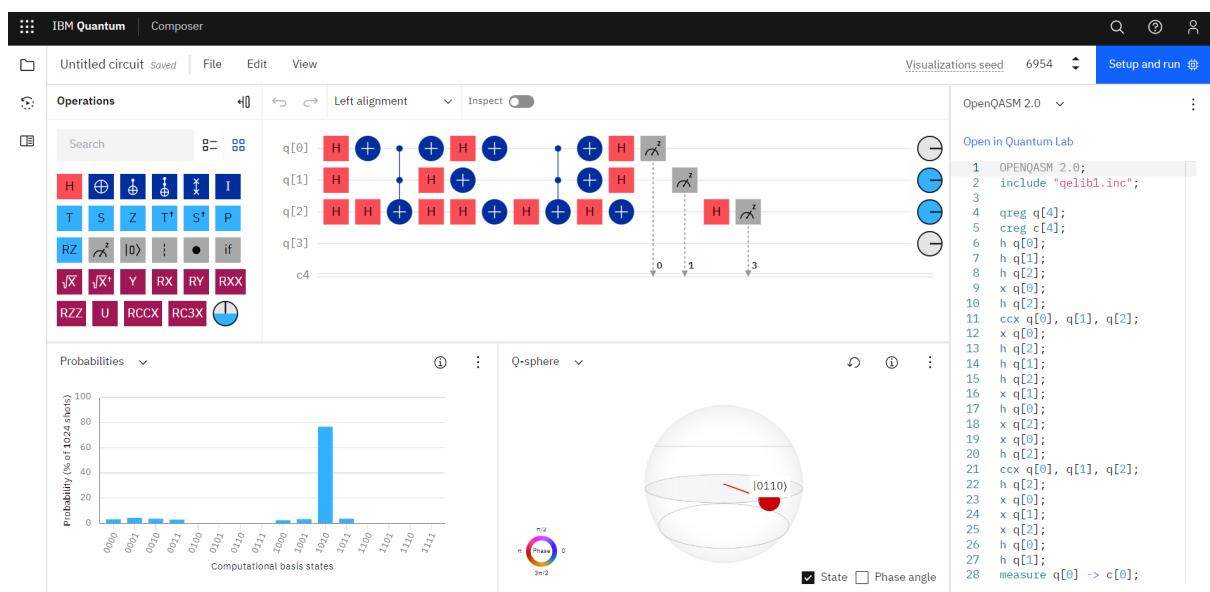 IBM Quantum Composer
Untitled circuit Saved File Edit View Visualizations seed 6954 Setup and run
Operations Left alignment Inspect
Search
H I
T S Z T† S† P
RZ z |0⟩ if
√X √X† Y RX RY RXX
RZZ U RCCX RC3X
q[0] H H H z
q[1] H H H z
q[2] H H H H H H H z
q[3]
c4 0 1 3
OpenQASM 2.0
Open in Quantum Lab
1 OPENQASM 2.0;
2 include "qelib1.inc";
3
4 qreg q[4];
5 creg c[4];
6 h q[0];
7 h q[1];
8 h q[2];
9 x q[0];
10 h q[2];
11 ccx q[0], q[1], q[2];
12 x q[0];
13 h q[2];
14 h q[1];
15 h q[2];
16 x q[1];
17 h q[0];
18 x q[2];
19 x q[0];
20 h q[2];
21 ccx q[0], q[1], q[2];
22 h q[2];
23 x q[0];
24 x q[1];
25 x q[2];
26 h q[0];
27 h q[1];
28 measure q[0] -> c[0];
Probabilities
Probability (% of 1024 shots)
100
80
60
40
20
0
0000 0001 0010 0011 0100 0101 0110 0111 1000 1001 1010 1011 1100 1101 1110 1111
Computational basis states
Q-sphere
|0110⟩
π/2
π Phase 0
3π/2
State Phase angle